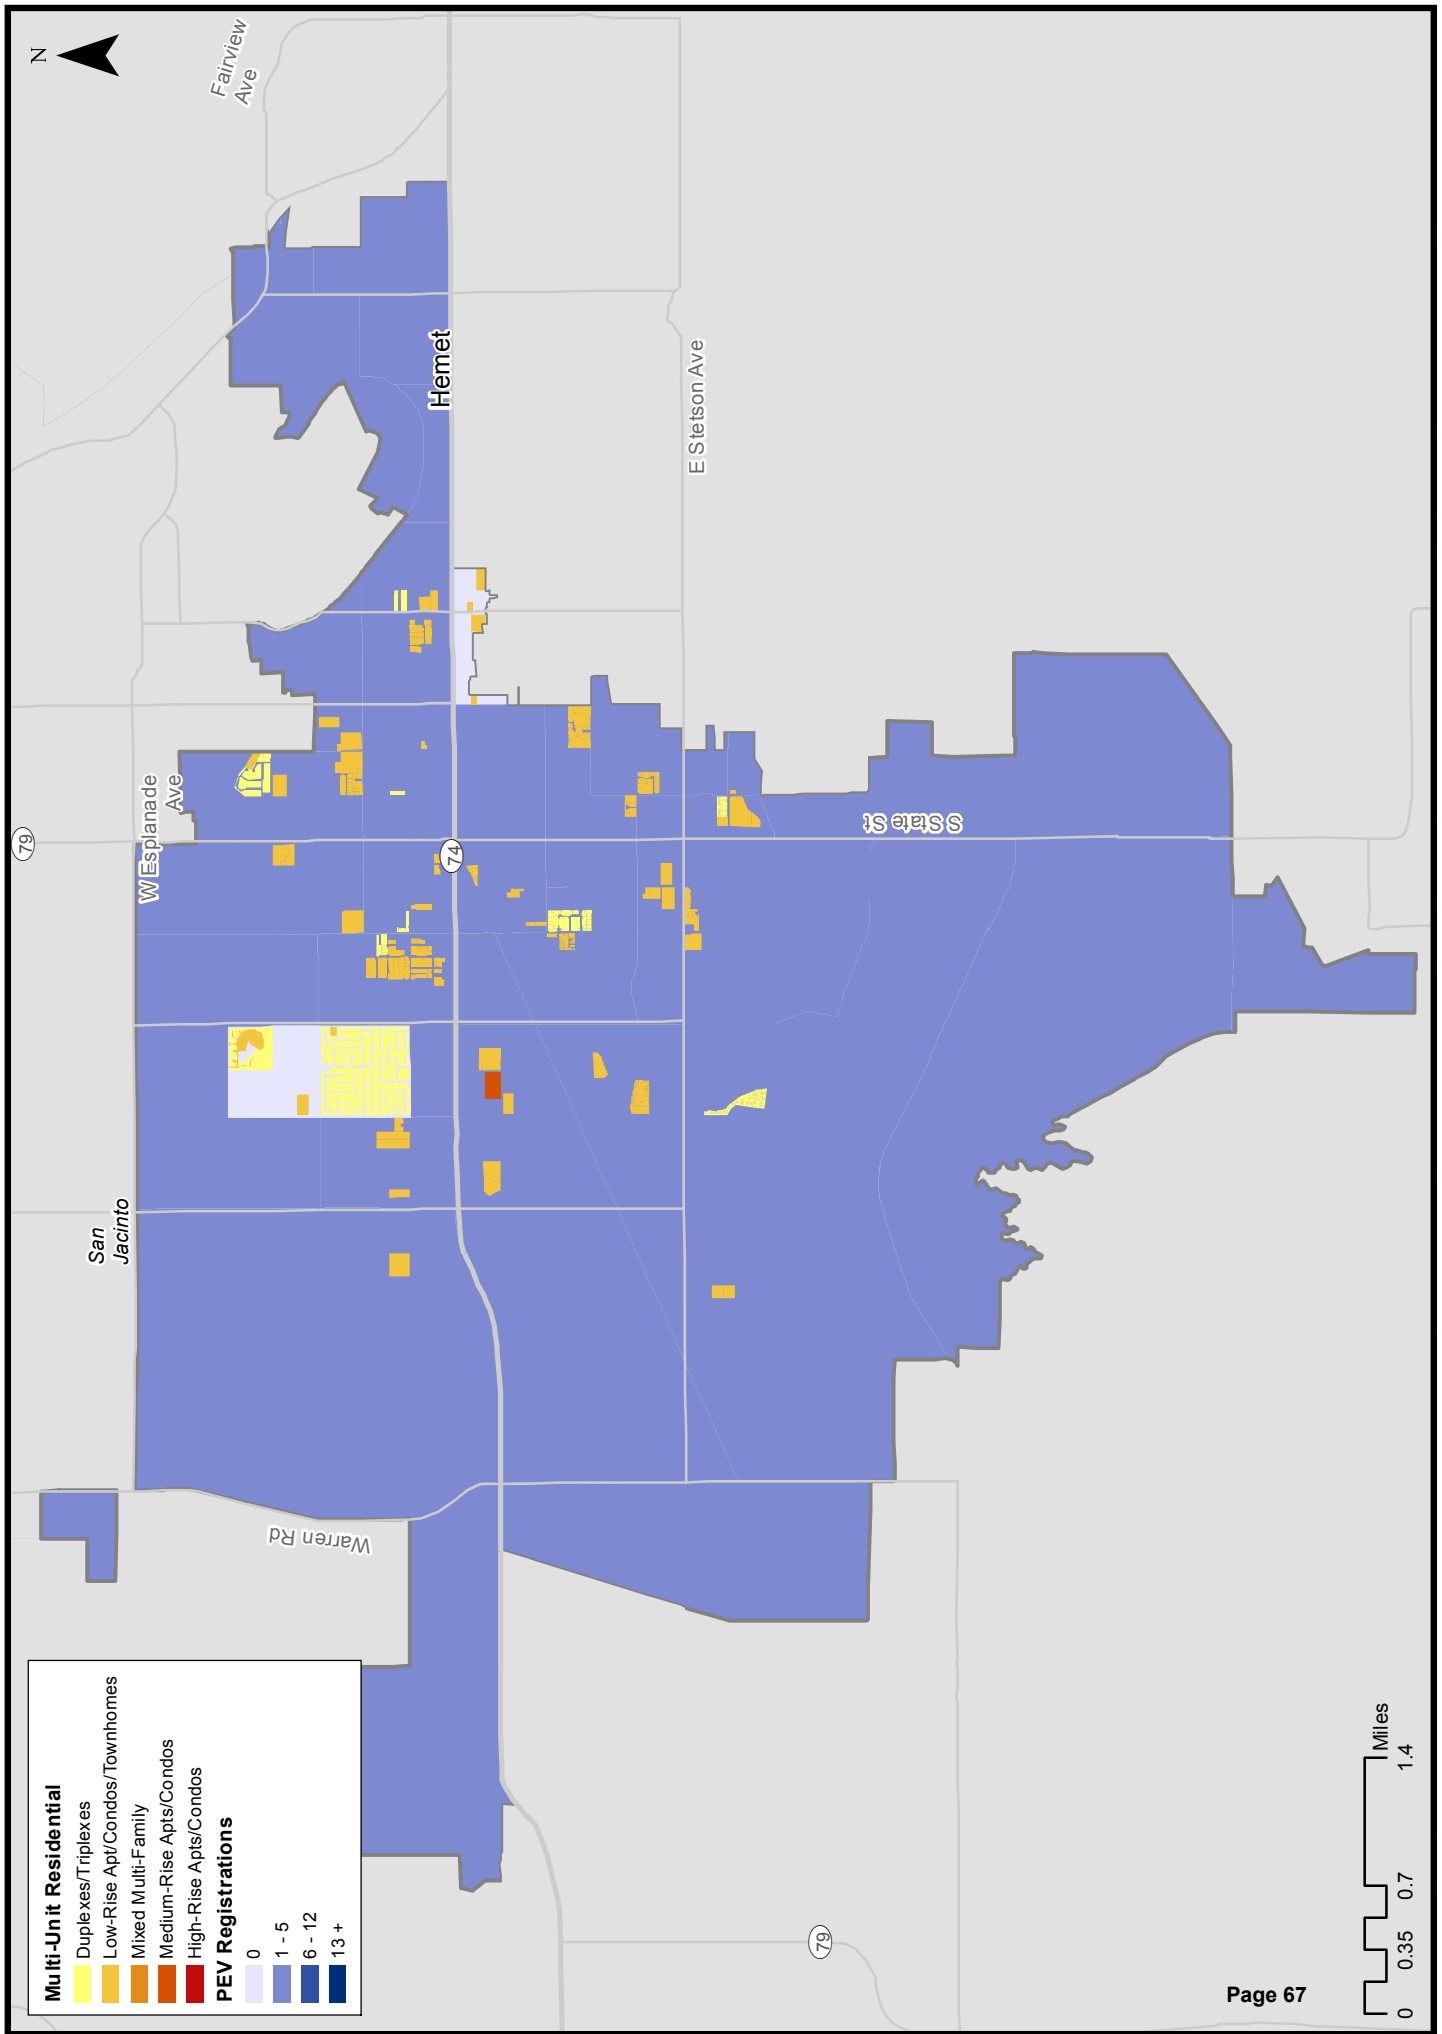 N
Fairview
Ave
79
W Esplanade
Ave
Hemet
E Stetson Ave
74
S State St
San
Jacinto
Warren Rd
79
Multi-Unit Residential
Duplexes/Triplexes
Low-Rise Apt/Condos/Townhomes
Mixed Multi-Family
Medium-Rise Apts/Condos
High-Rise Apts/Condos
PEV Registrations
0
1 - 5
6 - 12
13 +
Page 67
Miles
0 0.35 0.7 1.4